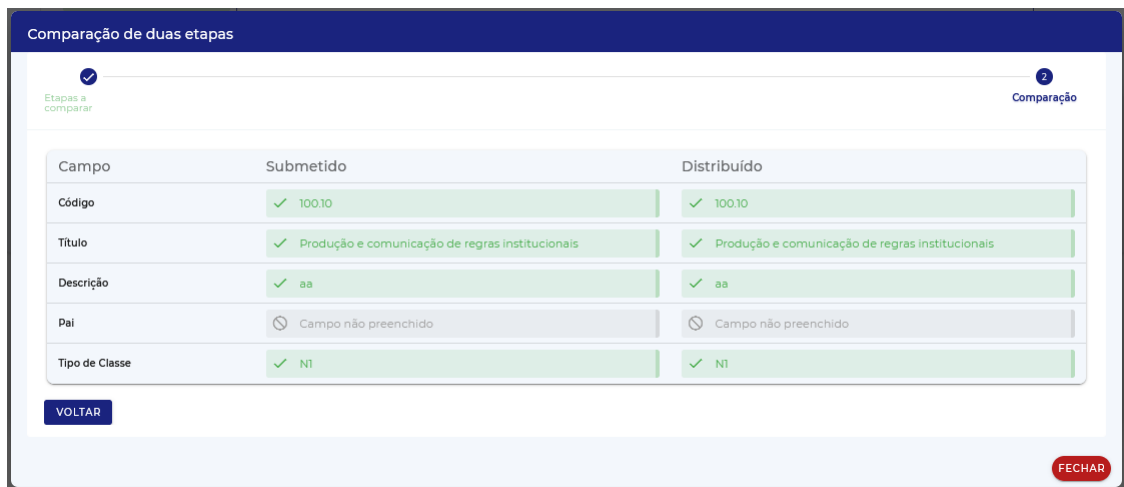 Comparação de duas etapas
2
Etapas a
comparar
Comparação
Campo Submetido Distribuído
Código 100.10 100.10
Título Produção e comunicação de regras institucionais Produção e comunicação de regras institucionais
Descrição aa aa
Pai Campo não preenchido Campo não preenchido
Tipo de Classe N1 N1
VOLTAR
FECHAR